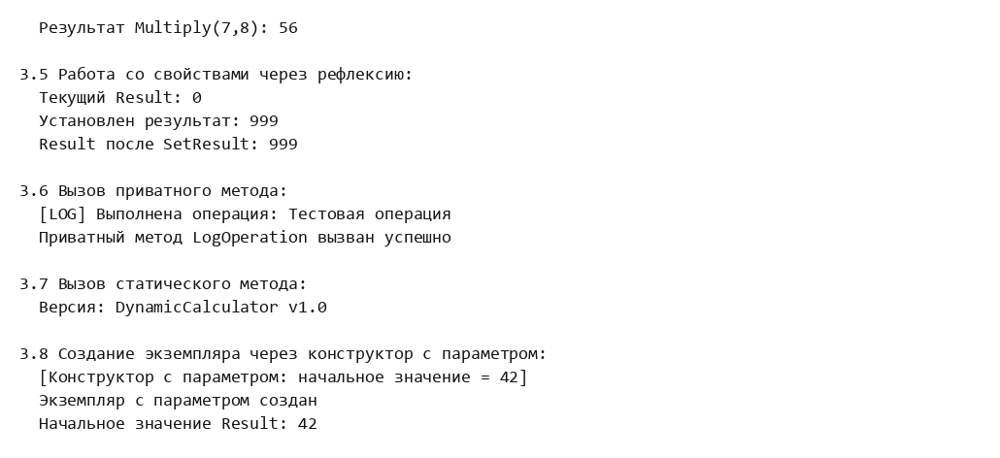 Результат Multiply(7,8): 56
3.5 Работа со свойствами через рефлексию:
Текущий Result: 0
Установлен результат: 999
Result после SetResult: 999
3.6 Вызов приватного метода:
[LOG] Выполнена операция: Тестовая операция
Приватный метод LogOperation вызван успешно
3.7 Вызов статического метода:
Версия: DynamicCalculator v1.0
3.8 Создание экземпляра через конструктор с параметром:
[Конструктор с параметром: начальное значение = 42]
Экземпляр с параметром создан
Начальное значение Result: 42